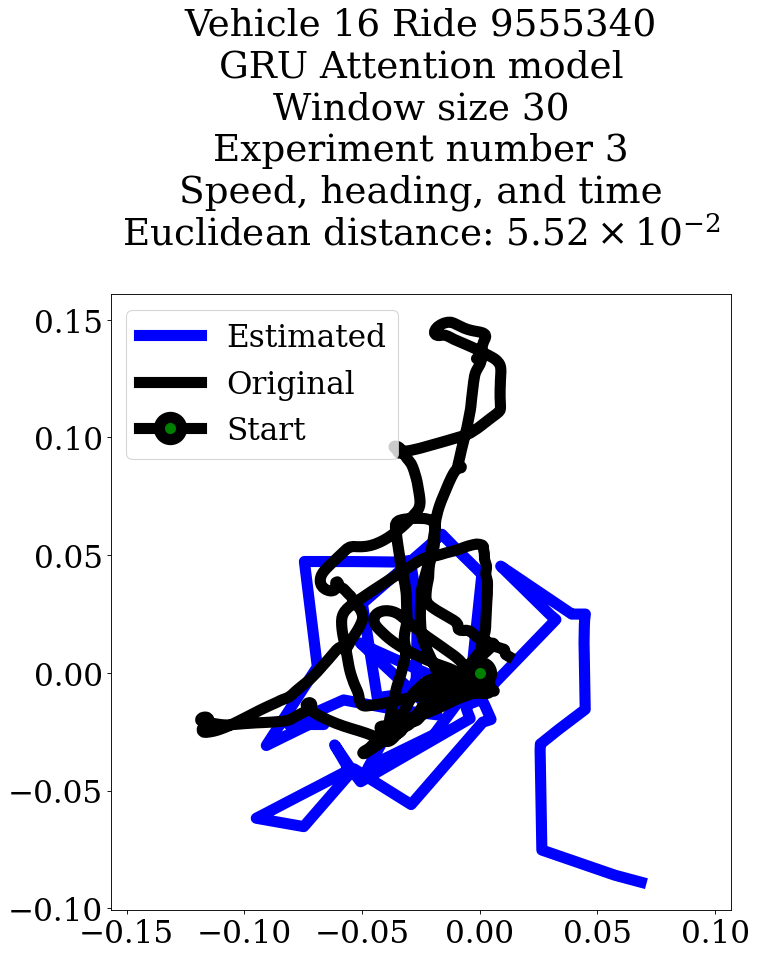 Vehicle 16 Ride 9555340
GRU Attention model
Window size 30
Experiment number 3
Speed, heading, and time
Euclidean distance: 5.52 × 10⁻²
Estimated
Original
Start
0.15
0.10
0.05
0.00
−0.05
−0.10
−0.15 −0.10 −0.05 0.00 0.05 0.10